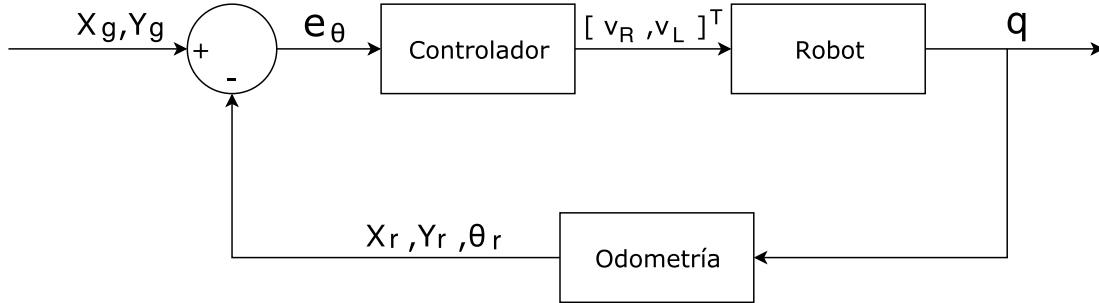 Xg,Yg
+
-
eθ
Controlador
[ vR ,vL ]T
Robot
q
Xr ,Yr ,θr
Odometría